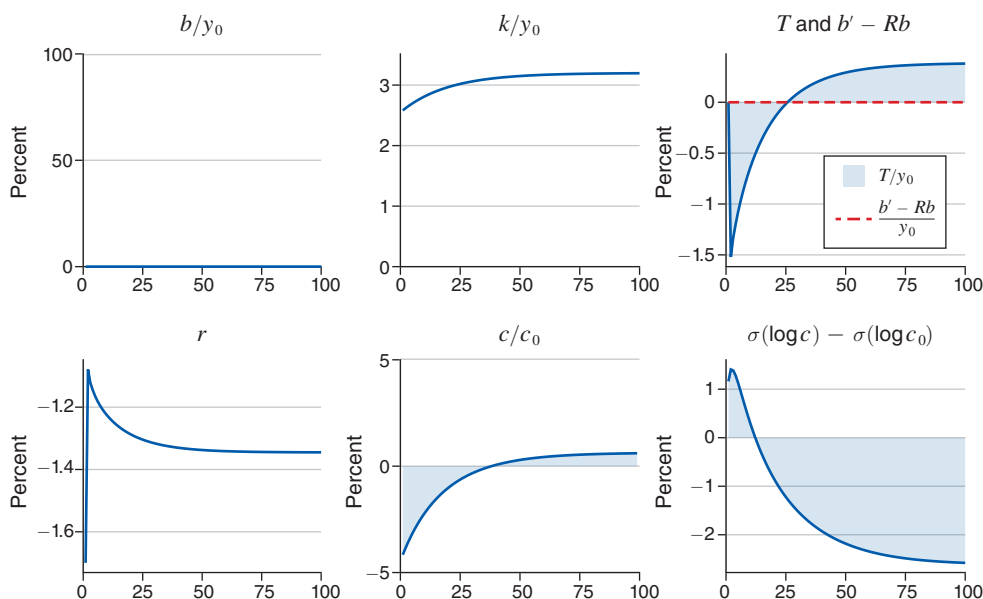 b/y₀
Percent
100
50
0
0 25 50 75 100
k/y₀
3
2
1
0
0 25 50 75 100
T and b′ − Rb
Percent
0
−0.5
−1
−1.5
T/y₀
b′ − Rb
y₀
0 25 50 75 100
r
Percent
−1.2
−1.4
−1.6
0 25 50 75 100
c/c₀
Percent
5
0
−5
0 25 50 75 100
σ(log c) − σ(log c₀)
Percent
1
0
−1
−2
0 25 50 75 100